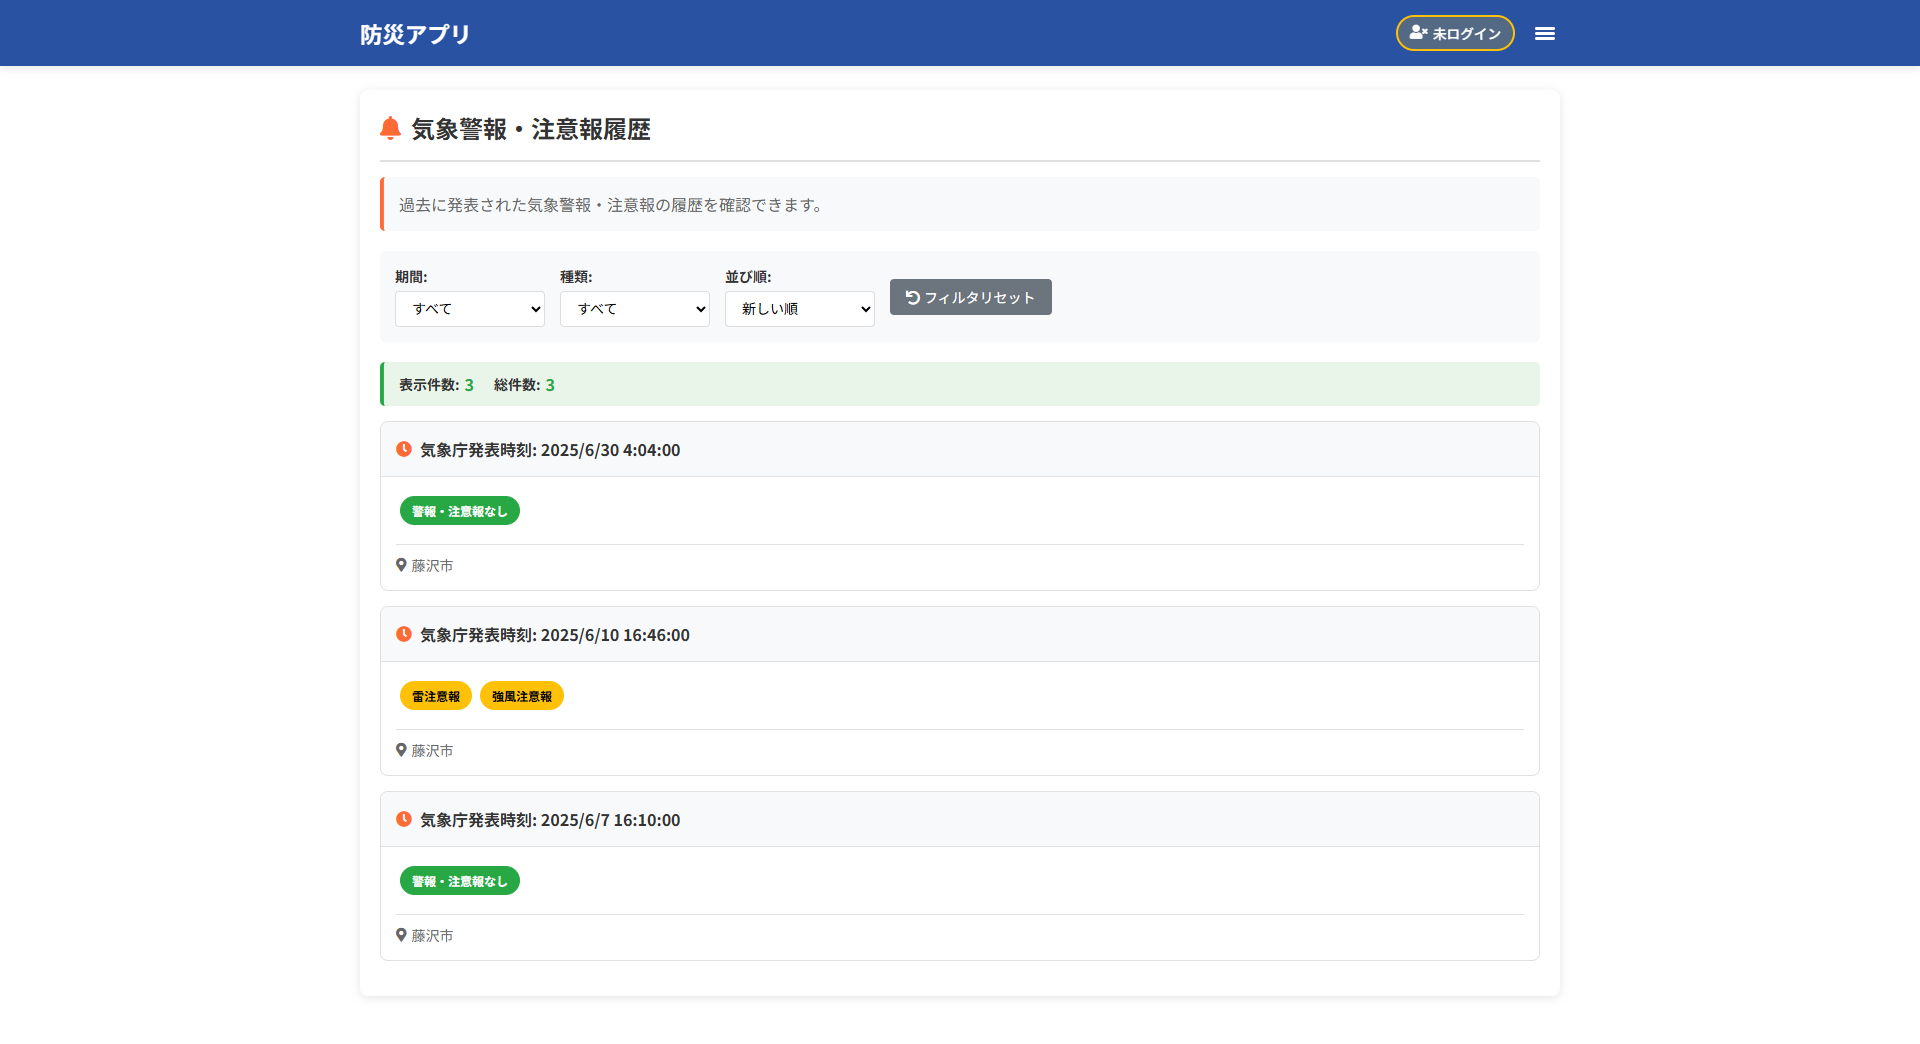 防災アプリ
未ログイン
気象警報・注意報履歴
過去に発表された気象警報・注意報の履歴を確認できます。
期間: 種類: 並び順:
すべて すべて 新しい順 フィルタリセット
表示件数: 3 総件数: 3
気象庁発表時刻: 2025/6/30 4:04:00
警報・注意報なし
藤沢市
気象庁発表時刻: 2025/6/10 16:46:00
雷注意報 強風注意報
藤沢市
気象庁発表時刻: 2025/6/7 16:10:00
警報・注意報なし
藤沢市